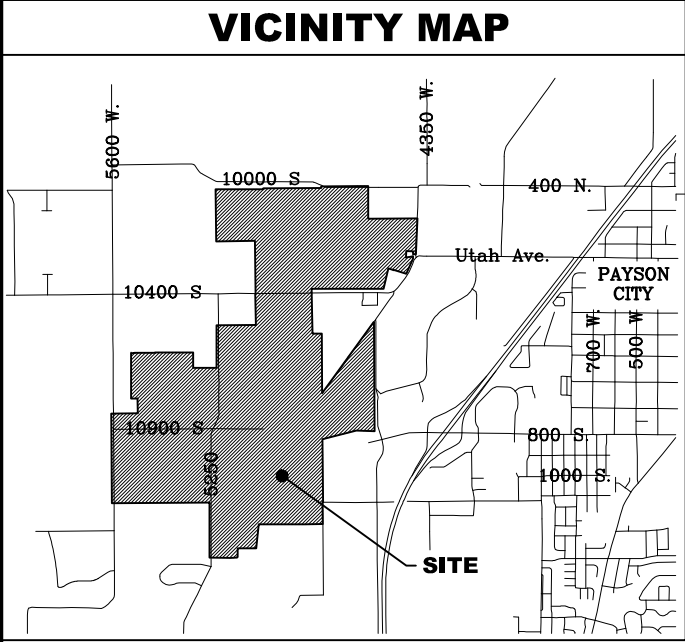 VICINITY MAP
5600 W.
4350 W.
10000 S
400 N.
Utah Ave.
PAYSON
CITY
10400 S
700 W.
500 W
10900 S
5250
800 S.
1000 S.
SITE